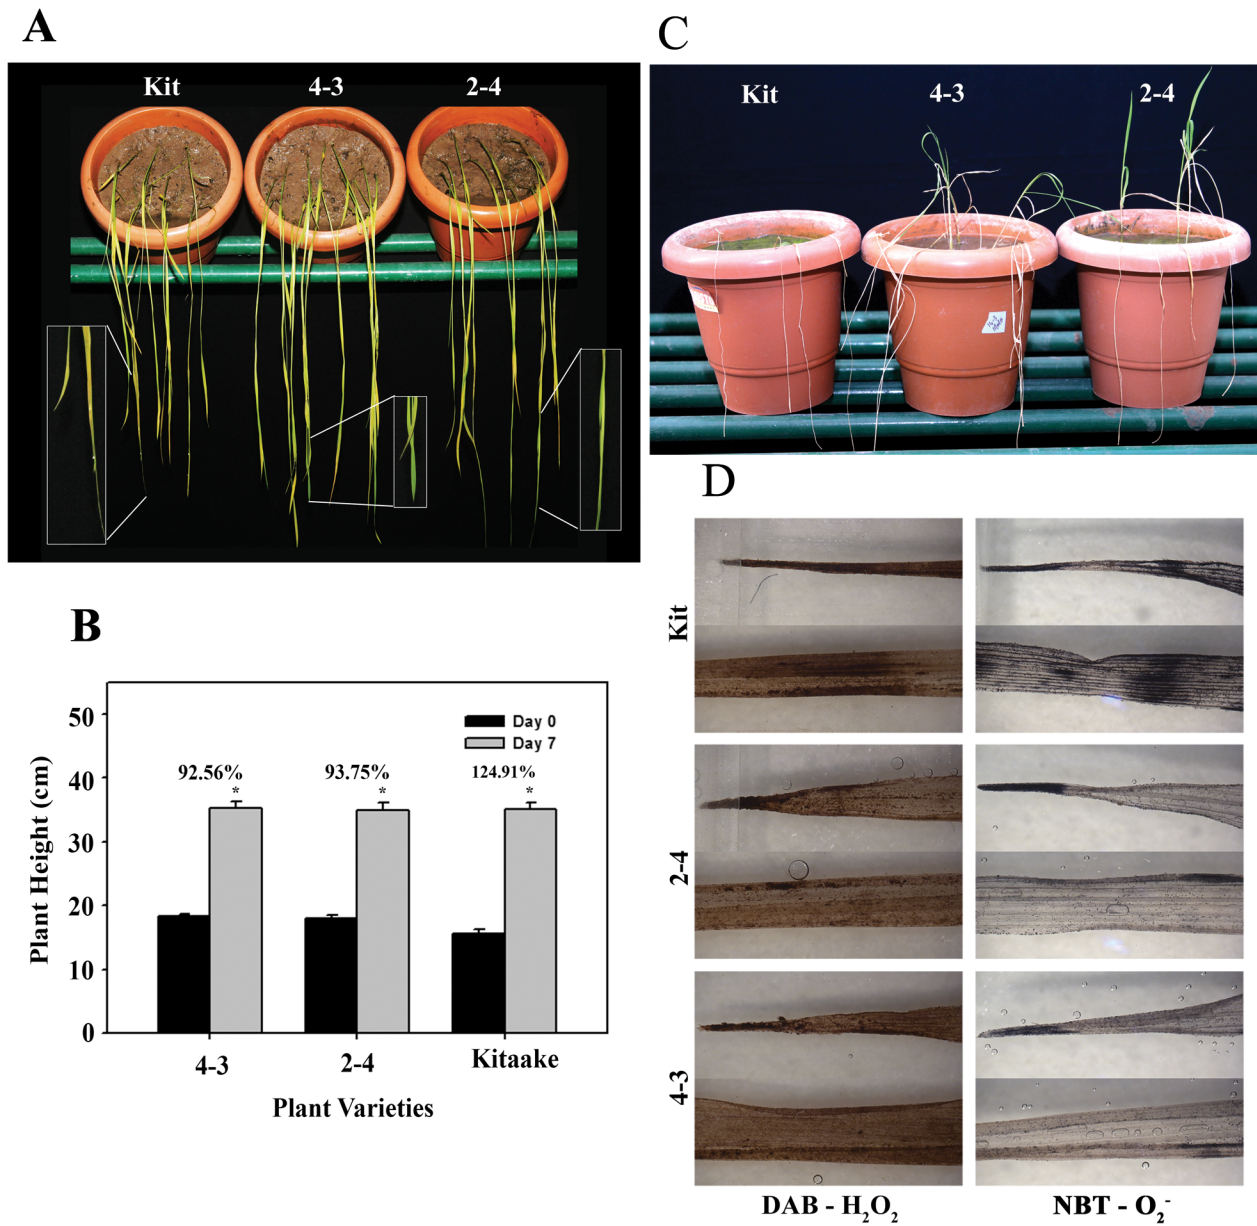 A
Kit
4-3
2-4
C
Kit
4-3
2-4
B
Plant Height (cm)
50
40
30
20
10
0
Day 0
Day 7
92.56%
*
93.75%
*
124.91%
*
4-3
2-4
Kitaake
Plant Varieties
D
Kit
2-4
4-3
DAB - H₂O₂
NBT - O₂⁻